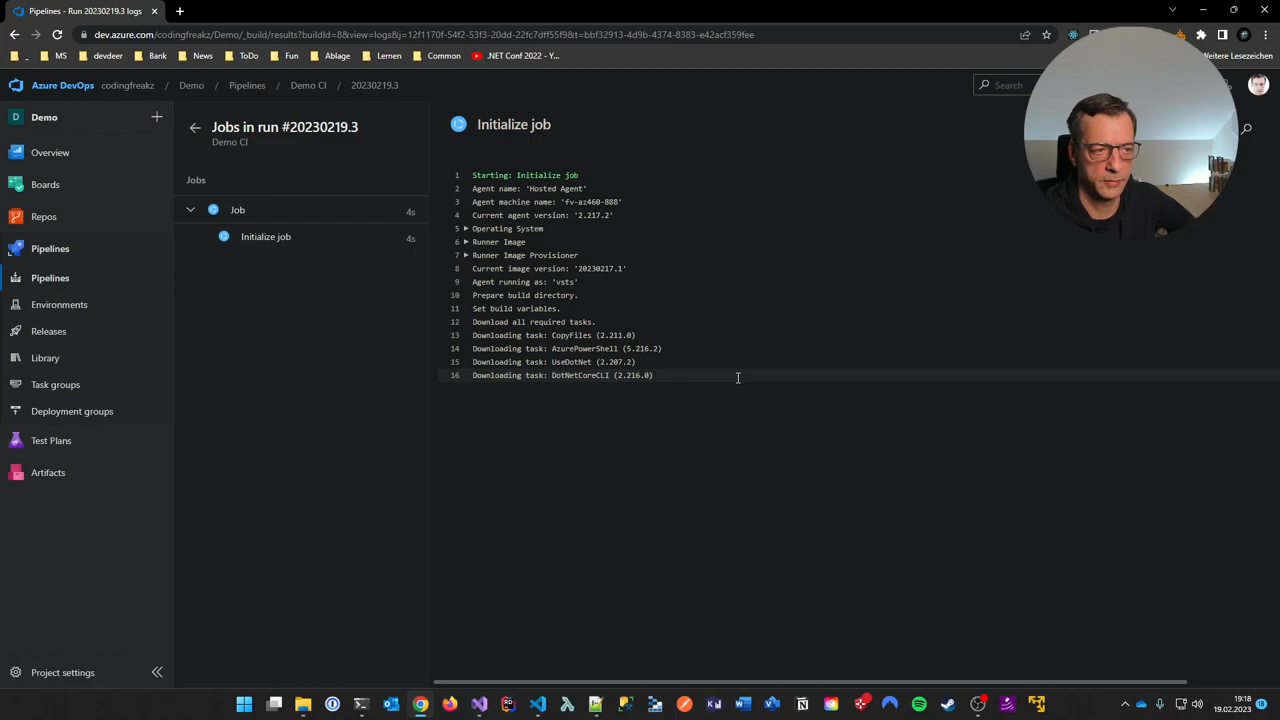 Pipelines - Run 20230219.3 logs
dev.azure.com/codingfreakz/Demo/_build/results?buildId=8&view=logs&j=12f1170f-54f2-53f3-20dd-22fc7dff55f9&t=bbf32913-4d9b-4374-8383-e42acf359fee
MS
devdeer
Bank
News
ToDo
Fun
Ablage
Lernen
Common
.NET Conf 2022 - Y...
Weitere Lesezeichen
Azure DevOps
codingfreakz / Demo / Pipelines / Demo CI / 20230219.3
Search
D Demo
Overview
Boards
Repos
Pipelines
Pipelines
Environments
Releases
Library
Task groups
Deployment groups
Test Plans
Artifacts
Project settings
Jobs in run #20230219.3
Demo CI
Jobs
Job 4s
Initialize job 4s
Initialize job
1 Starting: Initialize job
2 Agent name: 'Hosted Agent'
3 Agent machine name: 'fv-az460-888'
4 Current agent version: '2.217.2'
5 Operating System
6 Runner Image
7 Runner Image Provisioner
8 Current image version: '20230217.1'
9 Agent running as: 'vsts'
10 Prepare build directory.
11 Set build variables.
12 Download all required tasks.
13 Downloading task: CopyFiles (2.211.0)
14 Downloading task: AzurePowerShell (5.216.2)
15 Downloading task: UseDotNet (2.207.2)
16 Downloading task: DotNetCoreCLI (2.216.0)
19:18
19.02.2023